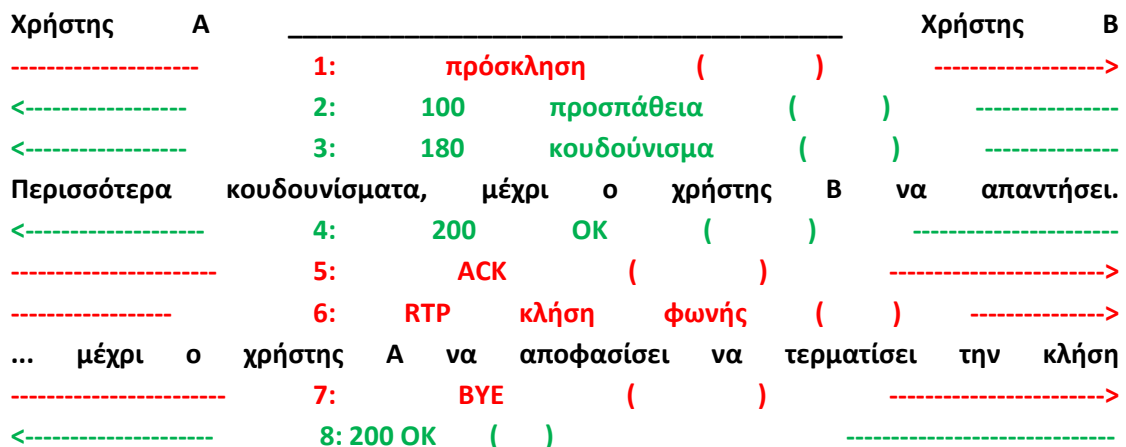 Χρήστης Α ______________________________________ Χρήστης Β
-------------------- 1: πρόσκληση ( ) ------------------>
<----------------- 2: 100 προσπάθεια ( ) ---------------
<----------------- 3: 180 κουδούνισμα ( ) --------------
Περισσότερα κουδουνίσματα, μέχρι ο χρήστης Β να απαντήσει.
<------------------- 4: 200 OK ( ) ----------------------
---------------------- 5: ACK ( ) ------------------------>
----------------- 6: RTP κλήση φωνής ( ) -------------->
... μέχρι ο χρήστης Α να αποφασίσει να τερματίσει την κλήση
----------------------- 7: BYE ( ) ----------------------->
<-------------------- 8: 200 OK ( ) -----------------------------